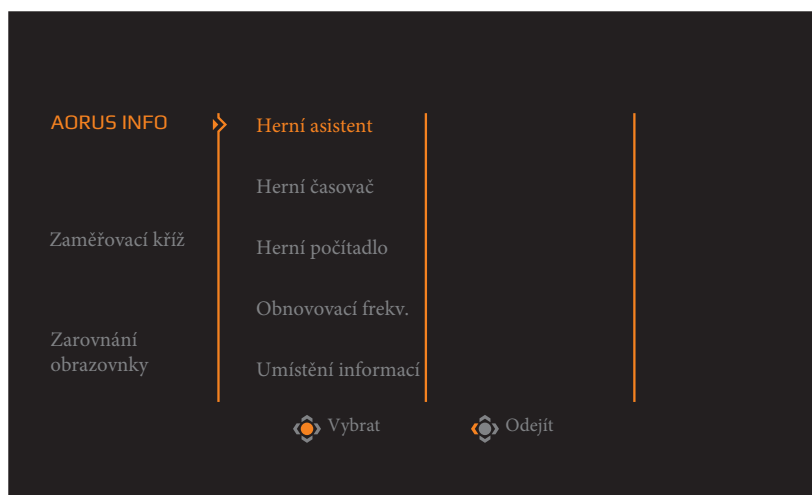 AORUS INFO
Zaměřovací kříž
Zarovnání
obrazovnky
Herní asistent
Herní časovač
Herní počítadlo
Obnovovací frekv.
Umístění informací
Vybrat
Odejít